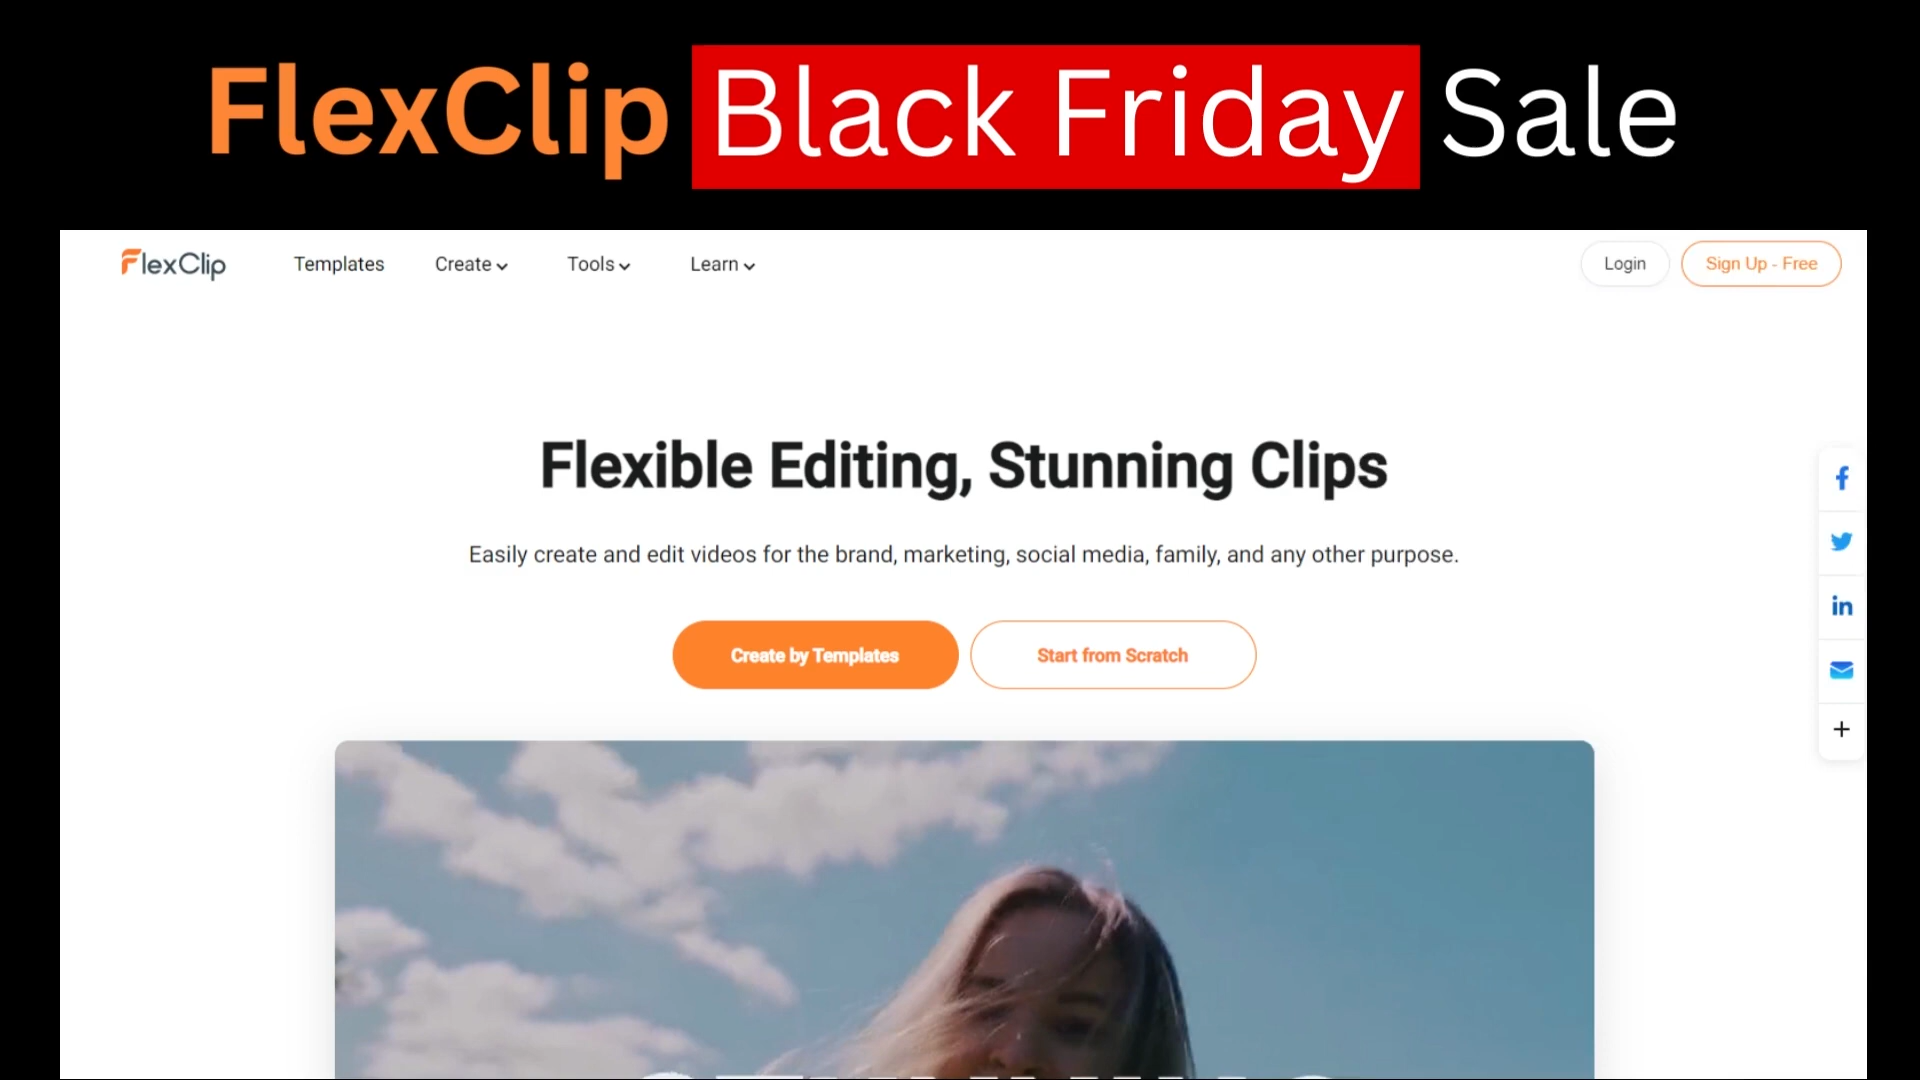 FlexClip Black Friday Sale
FlexClip Templates Create Tools Learn Login Sign Up - Free
Flexible Editing, Stunning Clips
Easily create and edit videos for the brand, marketing, social media, family, and any other purpose.
Create by Templates Start from Scratch